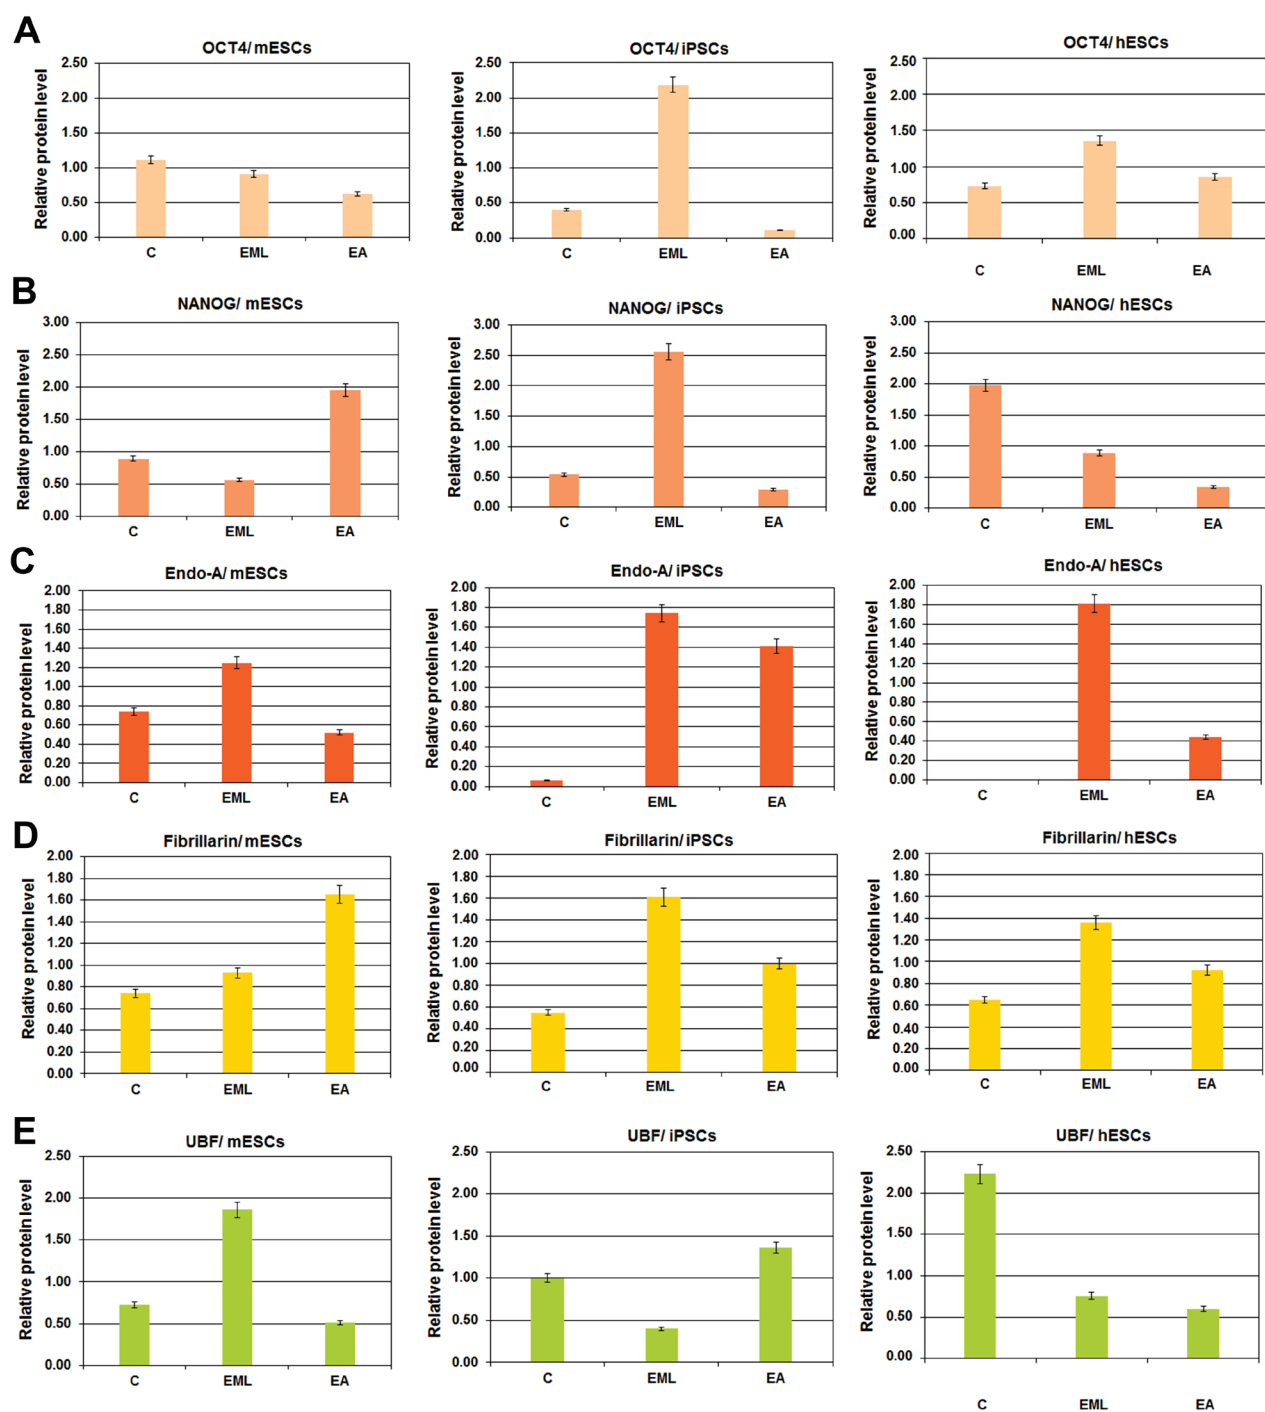 A
OCT4/ mESCs
Relative protein level
2.50
2.00
1.50
1.00
0.50
0.00
C EML EA
OCT4/ iPSCs
Relative protein level
2.50
2.00
1.50
1.00
0.50
0.00
C EML EA
OCT4/ hESCs
Relative protein level
2.50
2.00
1.50
1.00
0.50
0.00
C EML EA
B
NANOG/ mESCs
Relative protein level
3.00
2.50
2.00
1.50
1.00
0.50
0.00
C EML EA
NANOG/ iPSCs
Relative protein level
3.00
2.50
2.00
1.50
1.00
0.50
0.00
C EML EA
NANOG/ hESCs
Relative protein level
3.00
2.50
2.00
1.50
1.00
0.50
0.00
C EML EA
C
Endo-A/ mESCs
Relative protein level
2.00
1.80
1.60
1.40
1.20
1.00
0.80
0.60
0.40
0.20
0.00
C EML EA
Endo-A/ iPSCs
Relative protein level
2.00
1.80
1.60
1.40
1.20
1.00
0.80
0.60
0.40
0.20
0.00
C EML EA
Endo-A/ hESCs
Relative protein level
2.00
1.80
1.60
1.40
1.20
1.00
0.80
0.60
0.40
0.20
0.00
C EML EA
D
Fibrillarin/ mESCs
Relative protein level
2.00
1.80
1.60
1.40
1.20
1.00
0.80
0.60
0.40
0.20
0.00
C EML EA
Fibrillarin/ iPSCs
Relative protein level
2.00
1.80
1.60
1.40
1.20
1.00
0.80
0.60
0.40
0.20
0.00
C EML EA
Fibrillarin/ hESCs
Relative protein level
2.00
1.80
1.60
1.40
1.20
1.00
0.80
0.60
0.40
0.20
0.00
C EML EA
E
UBF/ mESCs
Relative protein level
2.50
2.00
1.50
1.00
0.50
0.00
C EML EA
UBF/ iPSCs
Relative protein level
2.50
2.00
1.50
1.00
0.50
0.00
C EML EA
UBF/ hESCs
Relative protein level
2.50
2.00
1.50
1.00
0.50
0.00
C EML EA